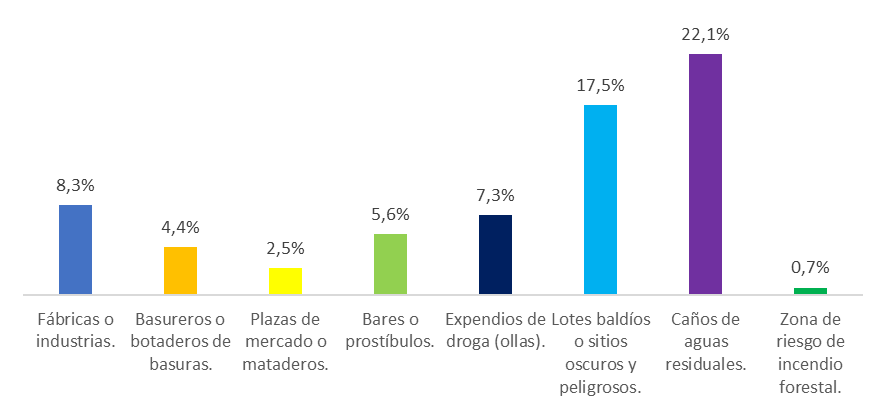 22,1%
17,5%
8,3%
7,3%
5,6%
4,4%
2,5%
0,7%
Fábricas o
industrias.
Basureros o
botaderos de
basuras.
Plazas de
mercado o
mataderos.
Bares o
prostíbulos.
Expendios de
droga (ollas).
Lotes baldíos
o sitios
oscuros y
peligrosos.
Caños de
aguas
residuales.
Zona de
riesgo de
incendio
forestal.